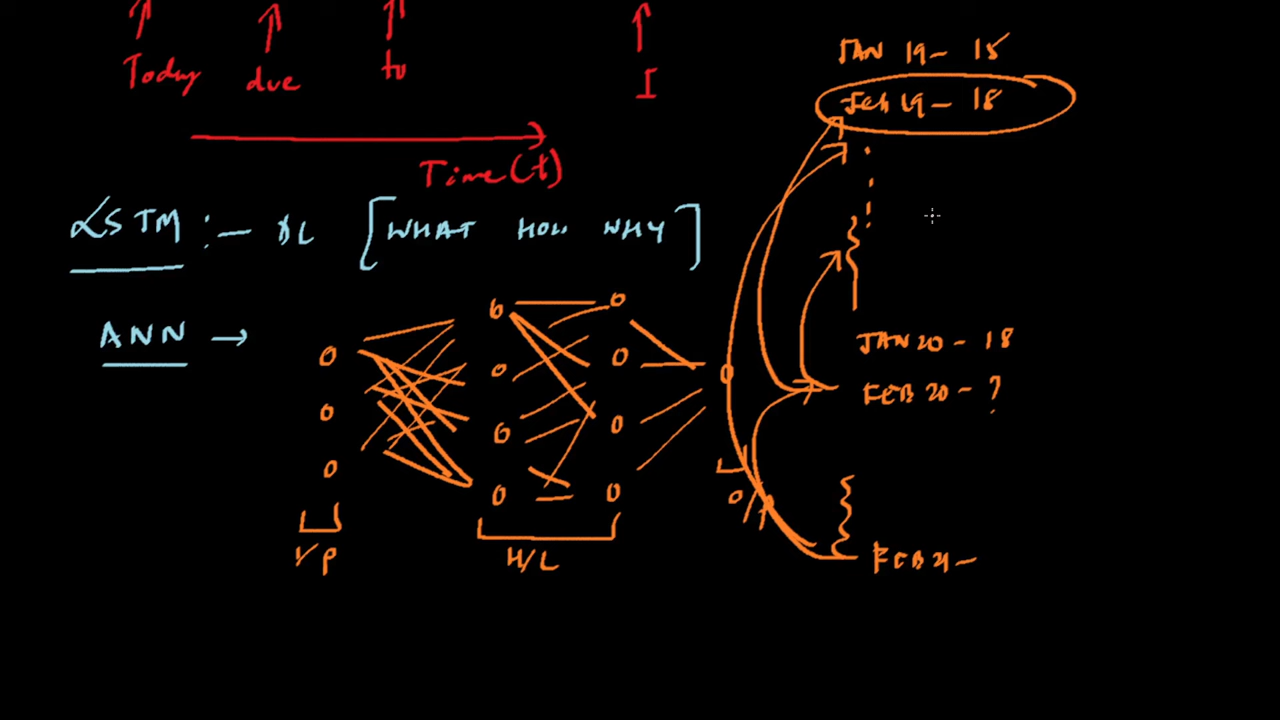 Today due to I
Time(t)
LSTM :- DL [WHAT HOW WHY]
ANN →
I/P
H/L
O/P
JAN 19 - 15
FEB 19 - 18
JAN 20 - 18
FEB 20 - ?
FEB 21 -